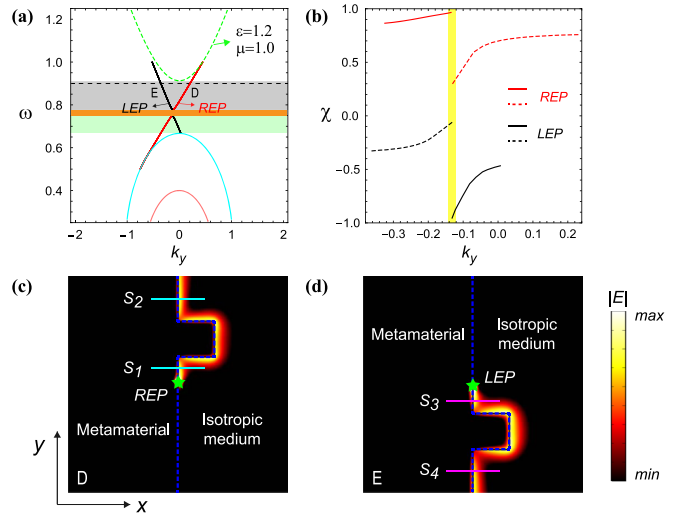 (a)
ε=1.2
μ=1.0
E
D
LEP
REP
ω
1.2
1.0
0.8
0.6
0.4
−2
−1
0
1
2
k_y
(b)
1.0
0.5
χ
0.0
−0.5
−1.0
REP
LEP
-0.3
-0.2
-0.1
0.0
0.1
0.2
k_y
(c)
S_2
S_1
REP
Metamaterial
Isotropic
medium
D
y
x
(d)
Metamaterial
Isotropic
medium
LEP
S_3
S_4
E
|E|
max
min